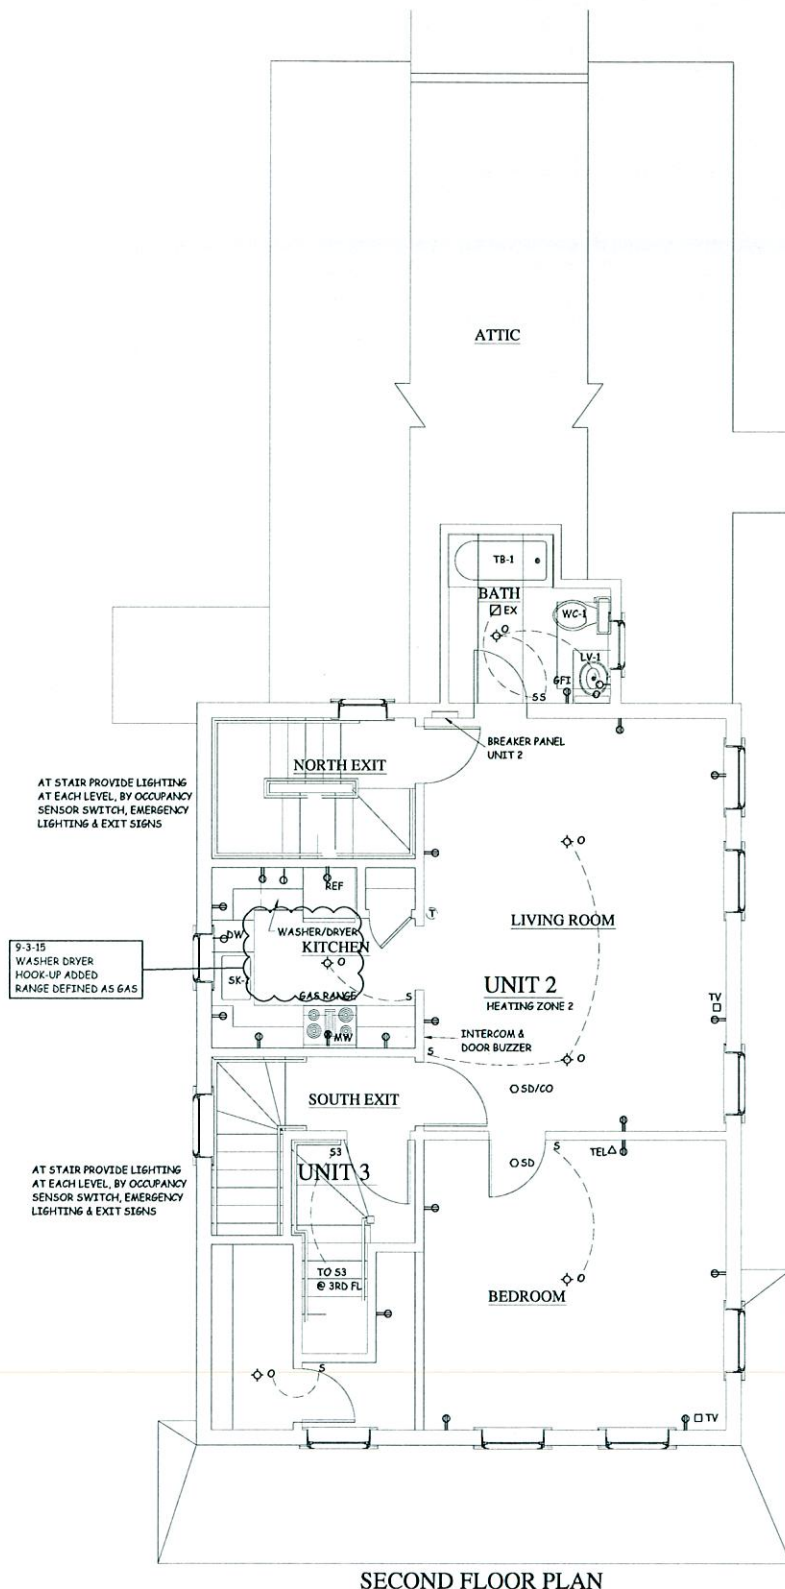 ATTIC
TB-1
BATH
EX
O
WC-1
LV-1
GFI
O
SS
BREAKER PANEL
UNIT 2
NORTH EXIT
AT STAIR PROVIDE LIGHTING
AT EACH LEVEL, BY OCCUPANCY
SENSOR SWITCH, EMERGENCY
LIGHTING & EXIT SIGNS
O
REF
T
LIVING ROOM
WASHER/DRYER
DW
KITCHEN
9-3-15
WASHER DRYER
HOOK-UP ADDED
RANGE DEFINED AS GAS
O
SK-
GAS RANGE
S
UNIT 2
HEATING ZONE 2
TV
MW
INTERCOM &
DOOR BUZZER
S
O
SD/CO
SOUTH EXIT
S3
UNIT 3
S
TEL
SD
AT STAIR PROVIDE LIGHTING
AT EACH LEVEL, BY OCCUPANCY
SENSOR SWITCH, EMERGENCY
LIGHTING & EXIT SIGNS
TO S3
@ 3RD FL
O
BEDROOM
O
S
TV
SECOND FLOOR PLAN